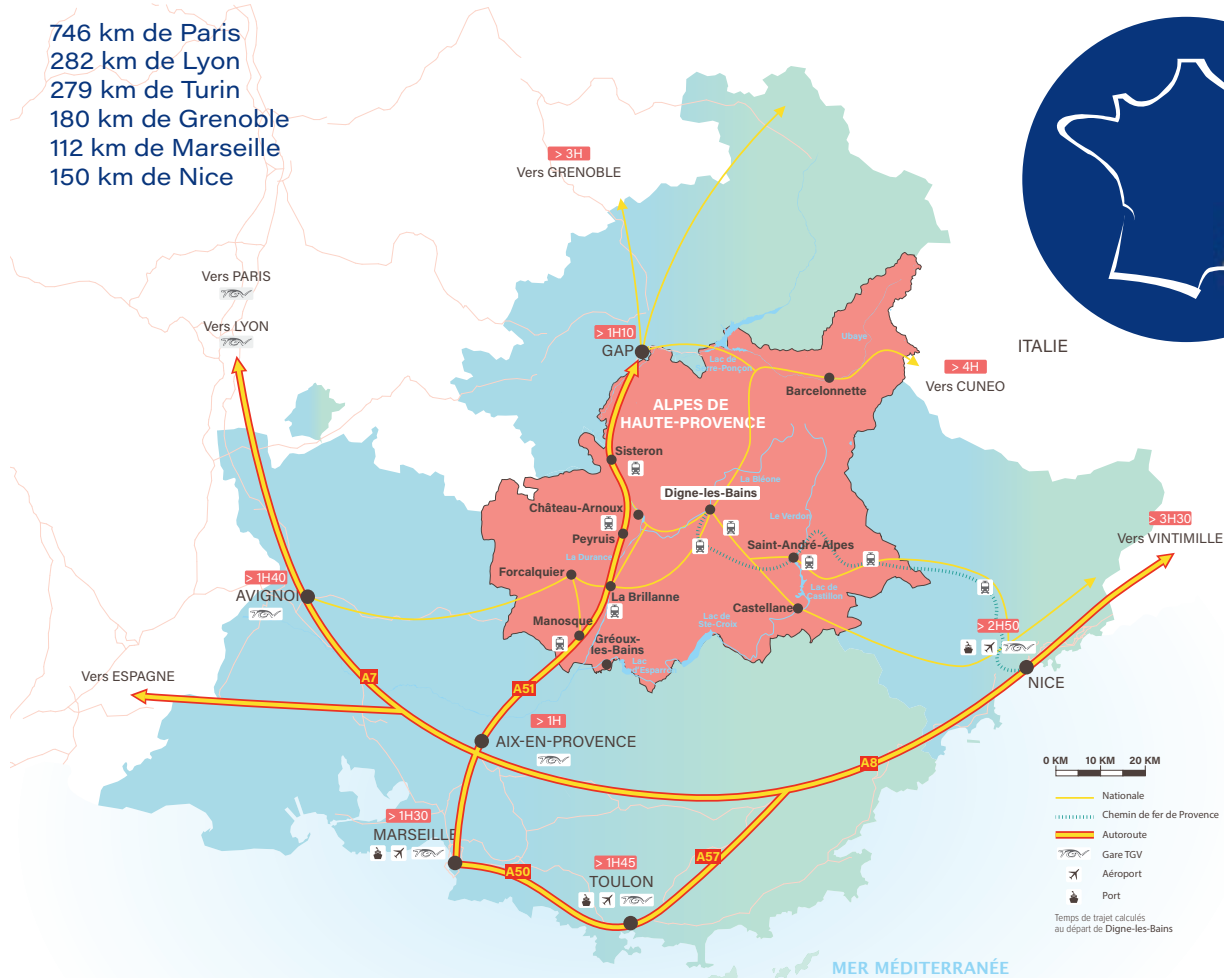 746 km de Paris
282 km de Lyon
279 km de Turin
180 km de Grenoble
112 km de Marseille
150 km de Nice
> 3H
Vers GRENOBLE
Vers PARIS
Vers LYON
> 1H10
GAP
Lac de
Ubaye
ITALIE
> 4H
Vers CUNEO
Barcelonnette
ALPES DE
HAUTE-PROVENCE
Sisteron
La Bléone
Digne-les-Bains
Château-Arnoux
Le Verdon
Peyruis
Saint-André-Alpes
La Durance
Forcalquier
La Brillanne
Lac de
Castillon
Castellane
Lac de
Ste-Croix
Manosque
Gréoux-
les-Bains
Lac
> 3H30
Vers VINTIMILLE
> 1H40
AVIGNO
> 2H50
NICE
Vers ESPAGNE
A7
A51
> 1H
AIX-EN-PROVENCE
A8
> 1H30
MARSEILLE
A50
> 1H45
TOULON
A57
0 KM 10 KM 20 KM
Nationale
Chemin de fer de Provence
Autoroute
Gare TGV
Aéroport
Port
Temps de trajet calculés
au départ de Digne-les-Bains
MER MÉDITERRANÉE